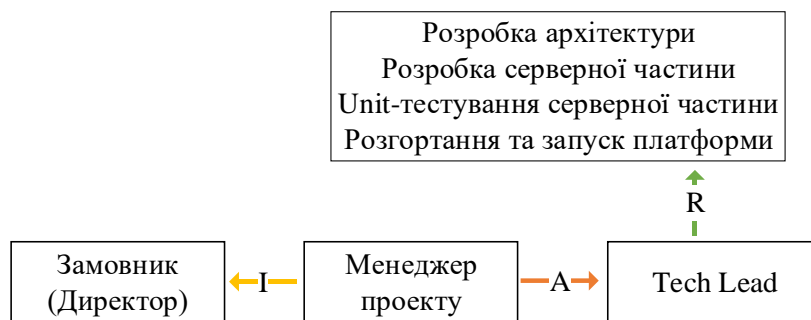 Розробка архітектури
Розробка серверної частини
Unit-тестування серверної частини
Розгортання та запуск платформи
R
Замовник
(Директор)
I
Менеджер
проекту
A
Tech Lead